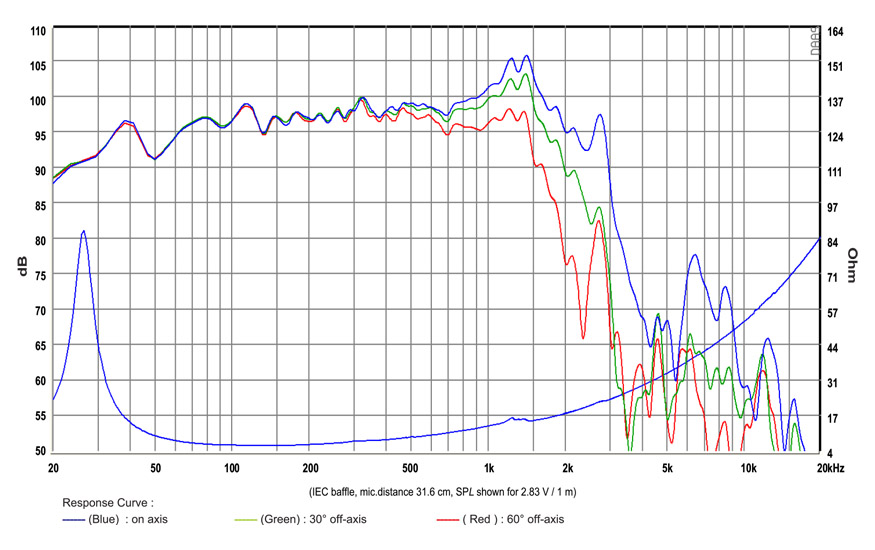 110 164
105 151
DAAS
100 137
95 124
90 111
85 97
80 84
dB Ohm
75 71
70 57
65 44
60 31
55 17
50 4
20 50 100 200 500 1k 2k 5k 10k 20kHz
(IEC baffle, mic.distance 31.6 cm, SPL shown for 2.83 V / 1 m)
Response Curve :
(Blue) : on axis (Green) : 30° off-axis ( Red ) : 60° off-axis